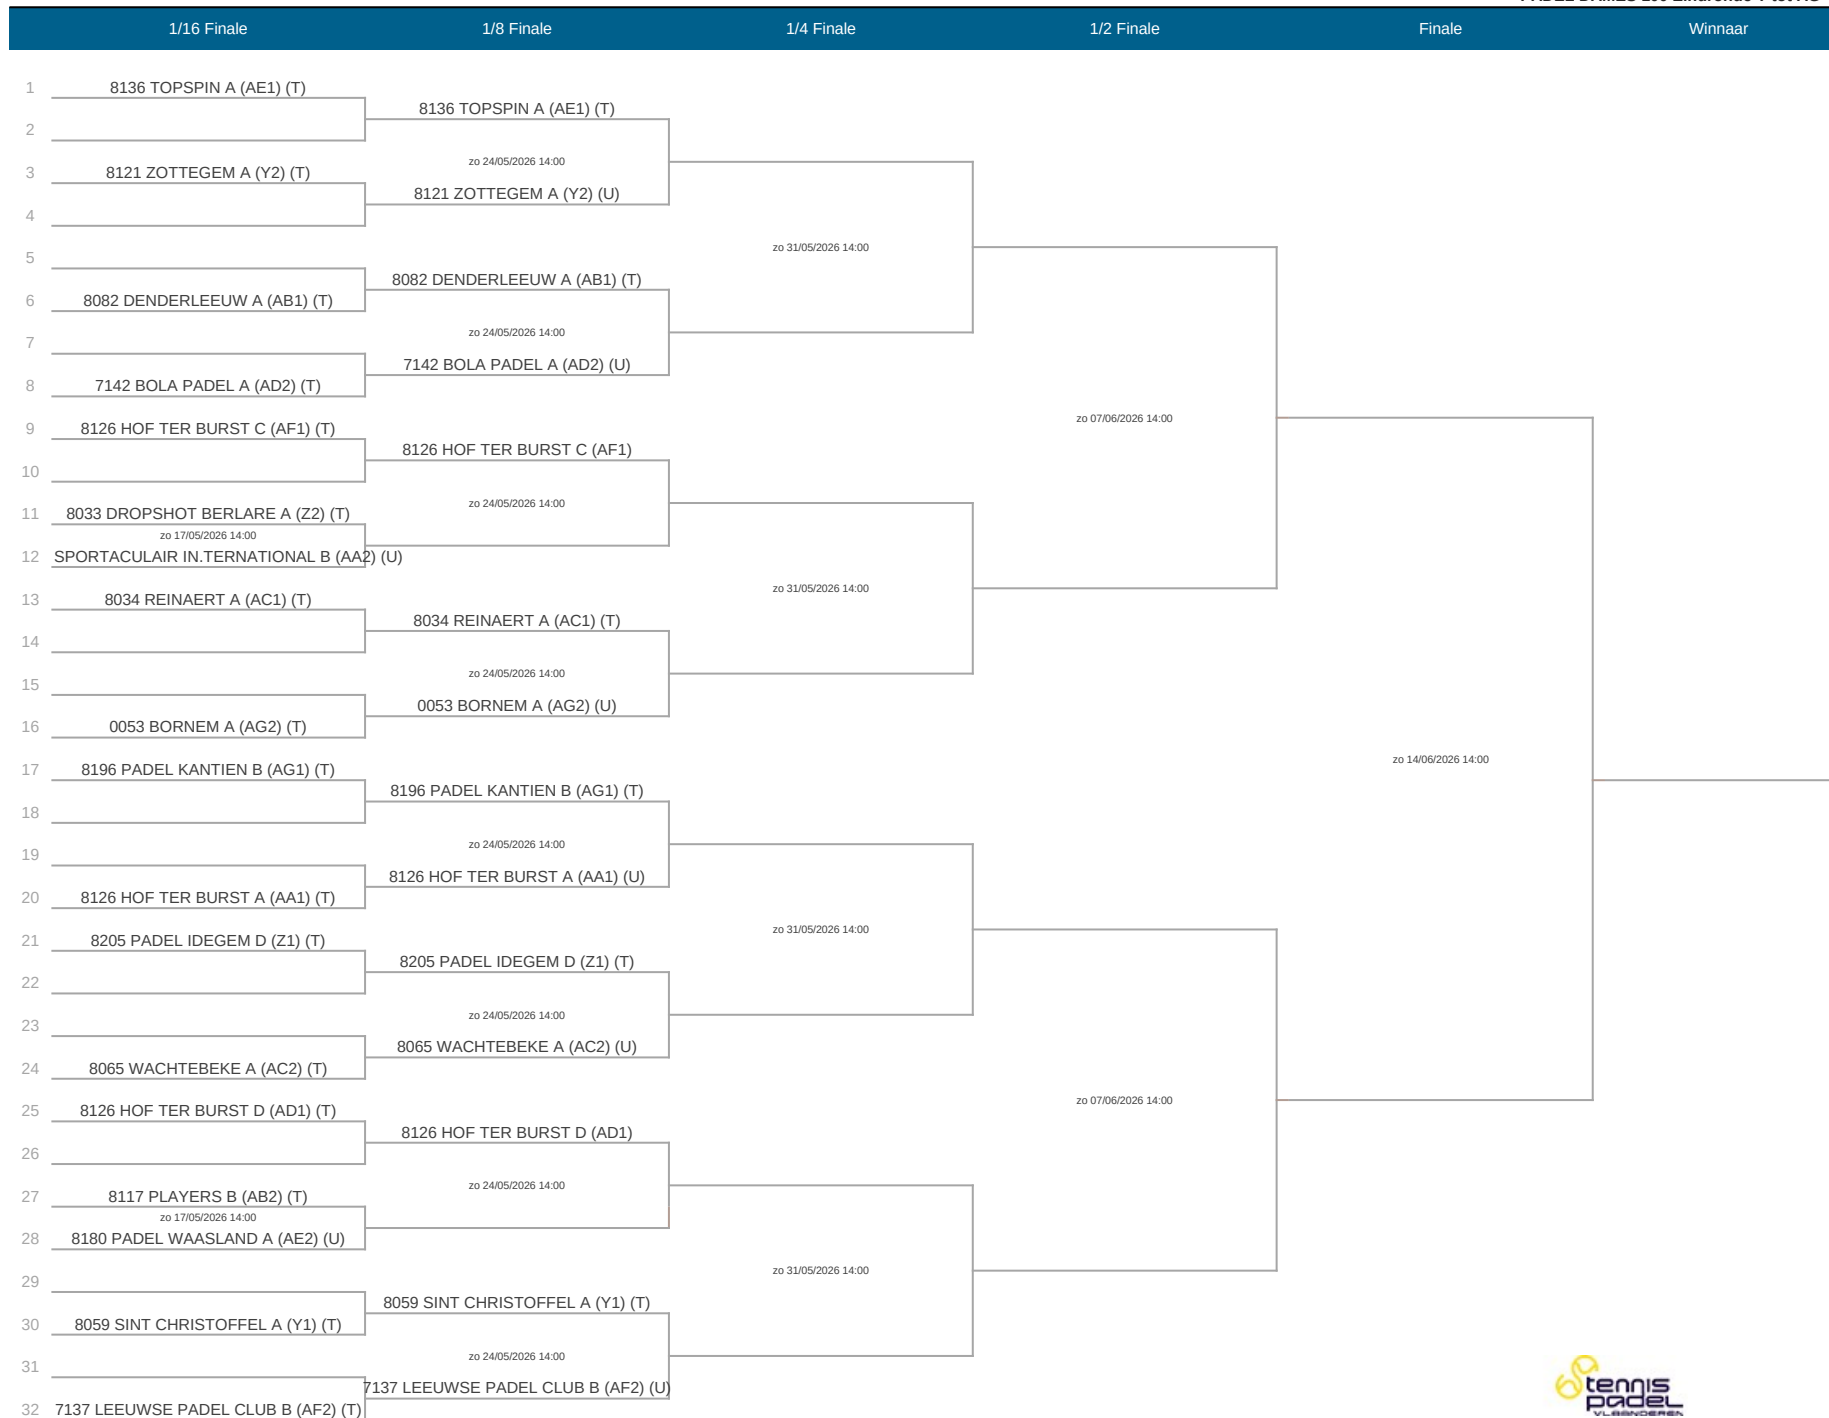 1/16 Finale 1/8 Finale 1/4 Finale 1/2 Finale Finale Winnaar
1 8136 TOPSPIN A (AE1) (T)
8136 TOPSPIN A (AE1) (T)
2
zo 24/05/2026 14:00
3 8121 ZOTTEGEM A (Y2) (T)
8121 ZOTTEGEM A (Y2) (U)
4
zo 31/05/2026 14:00
5
8082 DENDERLEEUW A (AB1) (T)
6 8082 DENDERLEEUW A (AB1) (T)
zo 24/05/2026 14:00
7
7142 BOLA PADEL A (AD2) (U)
8 7142 BOLA PADEL A (AD2) (T)
zo 07/06/2026 14:00
9 8126 HOF TER BURST C (AF1) (T)
8126 HOF TER BURST C (AF1)
10
zo 24/05/2026 14:00
11 8033 DROPSHOT BERLARE A (Z2) (T)
zo 17/05/2026 14:00
12 SPORTACULAIR IN.TERNATIONAL B (AA2) (U)
zo 31/05/2026 14:00
13 8034 REINAERT A (AC1) (T)
8034 REINAERT A (AC1) (T)
14
zo 24/05/2026 14:00
15
0053 BORNEM A (AG2) (U)
16 0053 BORNEM A (AG2) (T)
zo 14/06/2026 14:00
17 8196 PADEL KANTIEN B (AG1) (T)
8196 PADEL KANTIEN B (AG1) (T)
18
zo 24/05/2026 14:00
19
8126 HOF TER BURST A (AA1) (U)
20 8126 HOF TER BURST A (AA1) (T)
zo 31/05/2026 14:00
21 8205 PADEL IDEGEM D (Z1) (T)
8205 PADEL IDEGEM D (Z1) (T)
22
zo 24/05/2026 14:00
23
8065 WACHTEBEKE A (AC2) (U)
24 8065 WACHTEBEKE A (AC2) (T)
zo 07/06/2026 14:00
25 8126 HOF TER BURST D (AD1) (T)
8126 HOF TER BURST D (AD1)
26
zo 24/05/2026 14:00
27 8117 PLAYERS B (AB2) (T)
zo 17/05/2026 14:00
28 8180 PADEL WAASLAND A (AE2) (U)
zo 31/05/2026 14:00
29
8059 SINT CHRISTOFFEL A (Y1) (T)
30 8059 SINT CHRISTOFFEL A (Y1) (T)
zo 24/05/2026 14:00
31
7137 LEEUWSE PADEL CLUB B (AF2) (U)
32 7137 LEEUWSE PADEL CLUB B (AF2) (T)
tennis
padel
VLAANDEREN